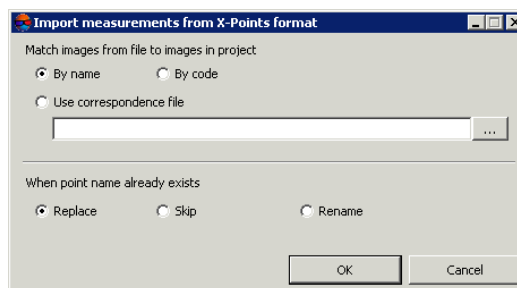 Import measurements from X-Points format
Match images from file to images in project
By name By code
Use correspondence file
...
When point name already exists
Replace Skip Rename
OK Cancel